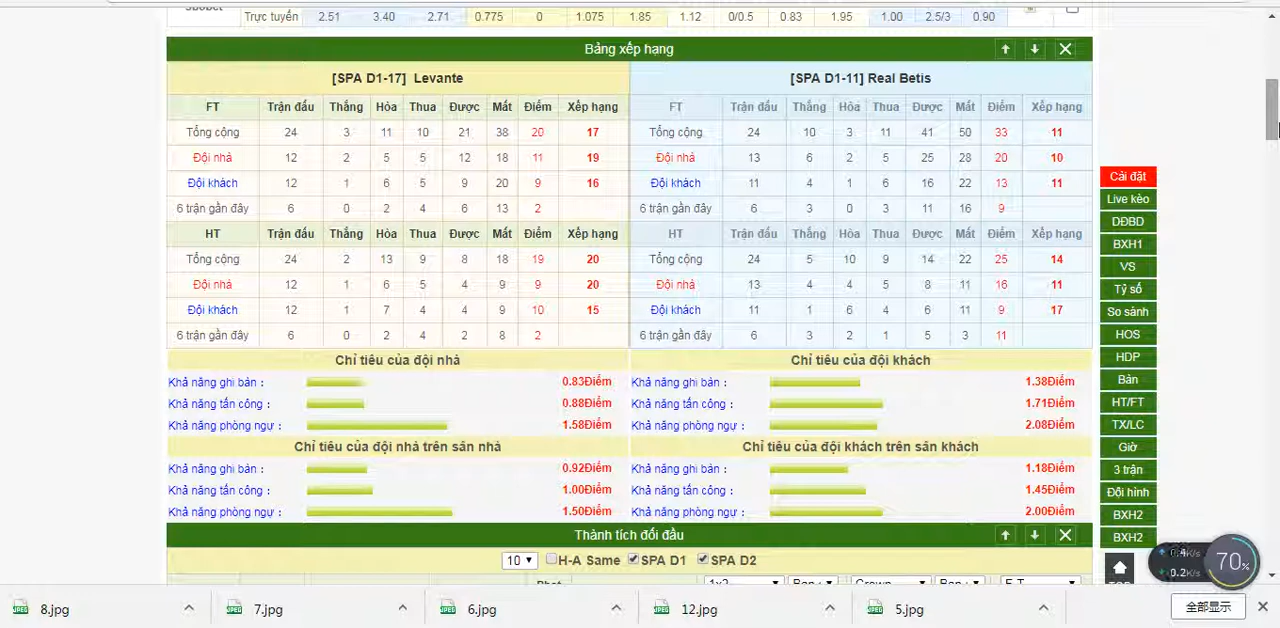 Trực tuyến 2.51 3.40 2.71 0.775 0 1.075 1.85 1.12 0/0.5 0.83 1.95 1.00 2.5/3 0.90
Bảng xếp hạng
[SPA D1-17] Levante [SPA D1-11] Real Betis
FT Trận đấu Thắng Hòa Thua Được Mất Điểm Xếp hạng FT Trận đấu Thắng Hòa Thua Được Mất Điểm Xếp hạng
Tổng cộng 24 3 11 10 21 38 20 17 Tổng cộng 24 10 3 11 41 50 33 11
Đội nhà 12 2 5 5 12 18 11 19 Đội nhà 13 6 2 5 25 28 20 10
Đội khách 12 1 6 5 9 20 9 16 Đội khách 11 4 1 6 16 22 13 11
6 trận gần đây 6 0 2 4 6 13 2 6 trận gần đây 6 3 0 3 11 16 9
HT Trận đấu Thắng Hòa Thua Được Mất Điểm Xếp hạng HT Trận đấu Thắng Hòa Thua Được Mất Điểm Xếp hạng
Tổng cộng 24 2 13 9 8 18 19 20 Tổng cộng 24 5 10 9 14 22 25 14
Đội nhà 12 1 6 5 4 9 9 20 Đội nhà 13 4 4 5 8 11 16 11
Đội khách 12 1 7 4 4 9 10 15 Đội khách 11 1 6 4 6 11 9 17
6 trận gần đây 6 0 2 4 2 8 2 6 trận gần đây 6 3 2 1 5 3 11
Chỉ tiêu của đội nhà Chỉ tiêu của đội khách
Khả năng ghi bàn : 0.83Điểm Khả năng ghi bàn : 1.38Điểm
Khả năng tấn công : 0.88Điểm Khả năng tấn công : 1.71Điểm
Khả năng phòng ngự : 1.58Điểm Khả năng phòng ngự : 2.08Điểm
Chỉ tiêu của đội nhà trên sân nhà Chỉ tiêu của đội khách trên sân khách
Khả năng ghi bàn : 0.92Điểm Khả năng ghi bàn : 1.18Điểm
Khả năng tấn công : 1.00Điểm Khả năng tấn công : 1.45Điểm
Khả năng phòng ngự : 1.50Điểm Khả năng phòng ngự : 2.00Điểm
Thành tích đối đầu
10 H-A Same SPA D1 SPA D2
Cài đặt
Live kèo
DĐBD
BXH1
VS
Tỷ số
So sánh
HOS
HDP
Bàn
HT/FT
TX/LC
Giờ
3 trận
Đội hình
BXH2
BXH2
0.4K/s
0.2K/s
70%
8.jpg 7.jpg 6.jpg 12.jpg 5.jpg 全部显示